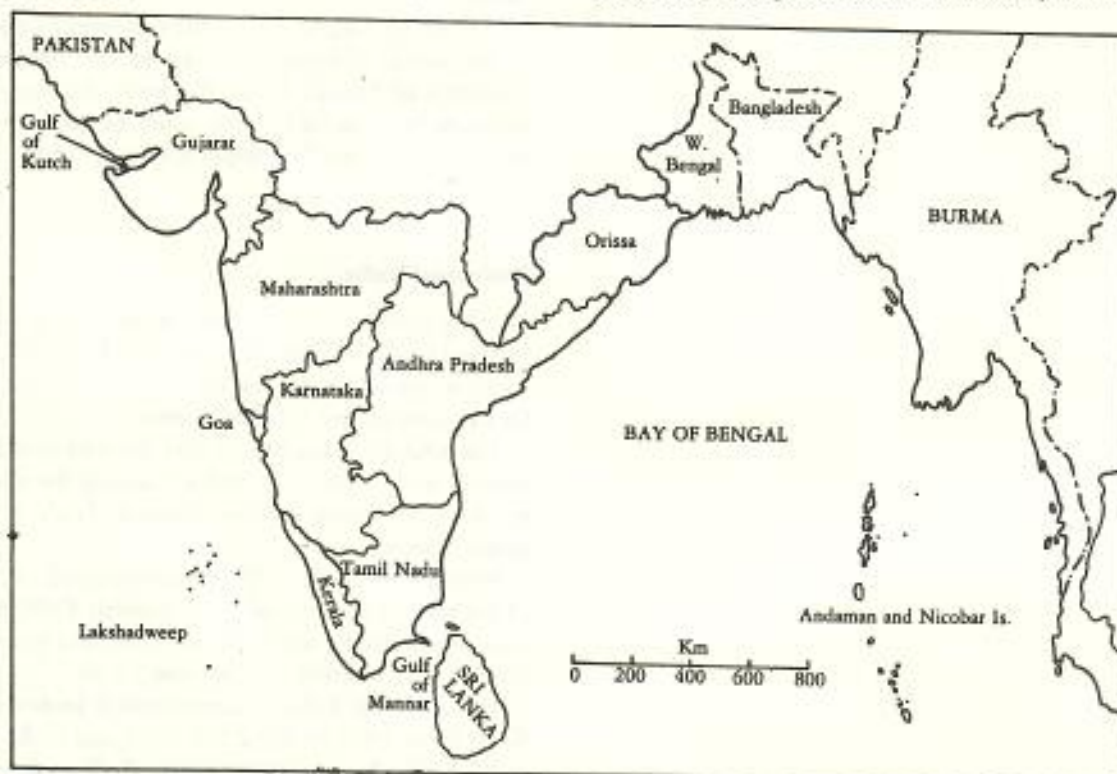 PAKISTAN
Gulf
of
Kutch
Gujarat
W.
Bengal
Bangladesh
BURMA
Orissa
Maharashtra
Andhra Pradesh
Karnataka
Goa
BAY OF BENGAL
Tamil Nadu
Kerala
Lakshadweep
Gulf
of
Mannar
SRI
LANKA
Andaman and Nicobar Is.
Km
0 200 400 600 800